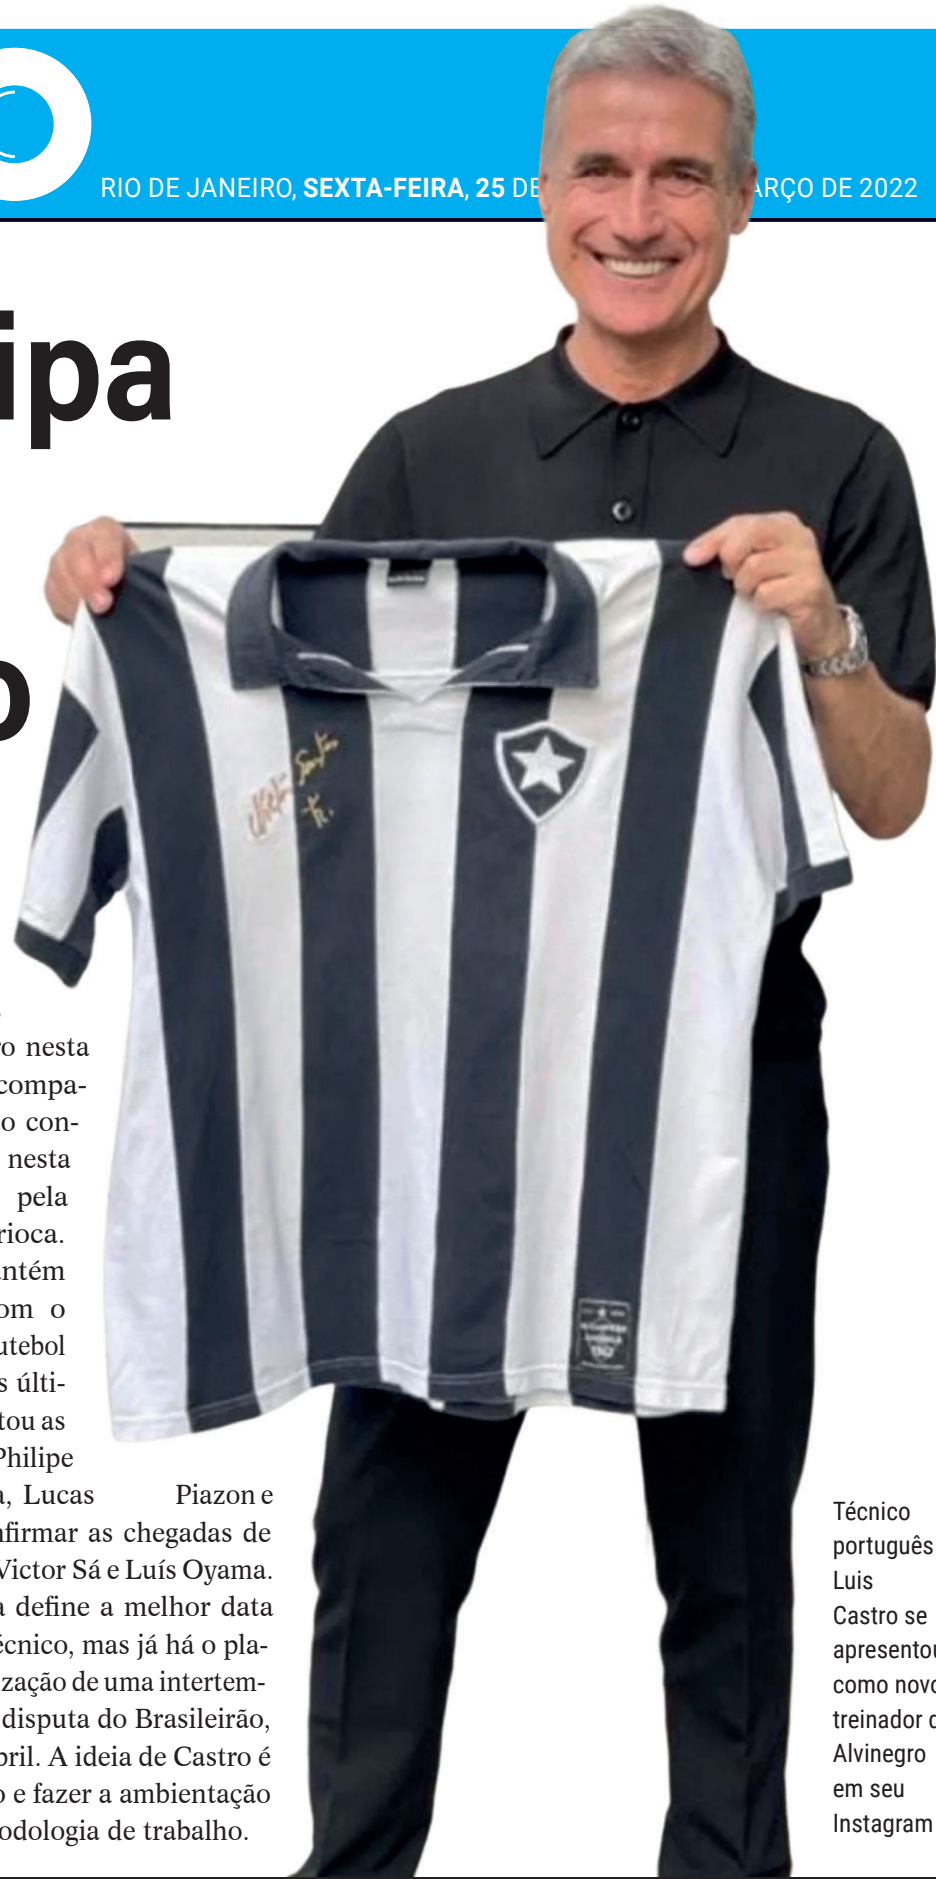 RIO DE JANEIRO, SEXTA-FEIRA, 25 DE ARÇO DE 2022
ipa
o
o nesta
compa-
o con-
nesta
pela
rioca.
antém
om o
utebol
s últi-
tou as
Philipe
a, Lucas Piazon e
nfirmar as chegadas de
Victor Sá e Luís Oyama.
a define a melhor data
écnico, mas já há o pla-
zação de uma intertem-
disputa do Brasileirão,
bril. A ideia de Castro é
o e fazer a ambientação
odologia de trabalho.
Técnico
português
Luis
Castro se
apresentou
como novo
treinador d
Alvinegro
em seu
Instagram